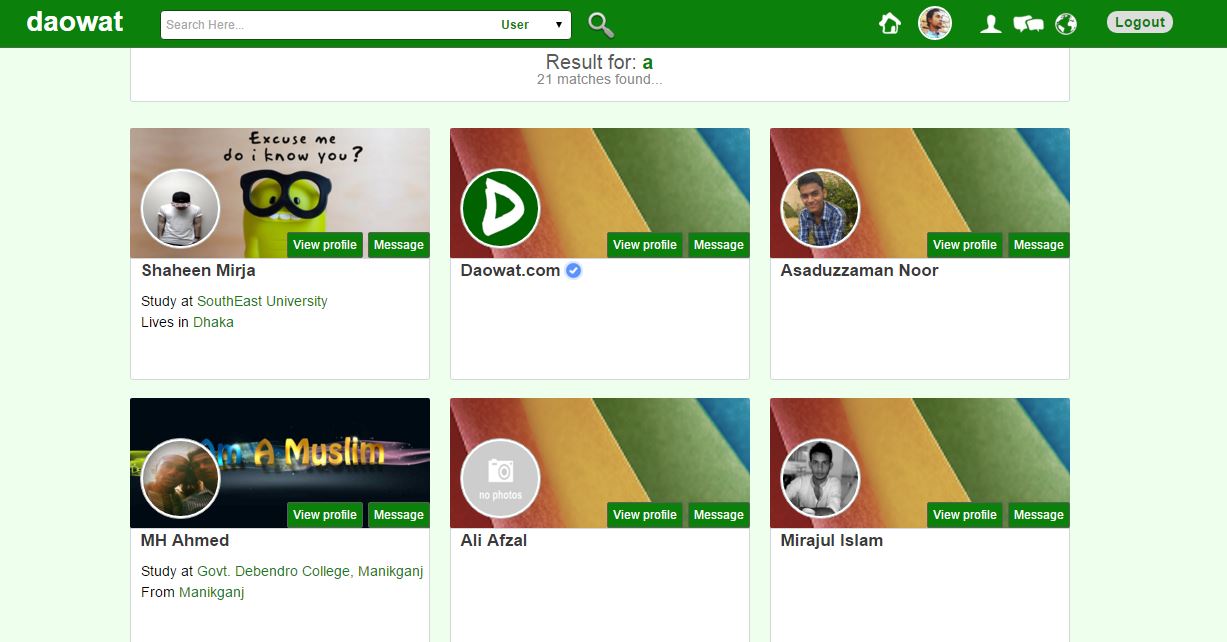 daowat
Search Here...
User
Logout
Result for: a
21 matches found...
Excuse me
do i know you?
View profile
Message
Shaheen Mirja
Study at SouthEast University
Lives in Dhaka
View profile
Message
Daowat.com
View profile
Message
Asaduzzaman Noor
Am A Muslim
View profile
Message
MH Ahmed
Study at Govt. Debendro College, Manikganj
From Manikganj
no photos
View profile
Message
Ali Afzal
View profile
Message
Mirajul Islam